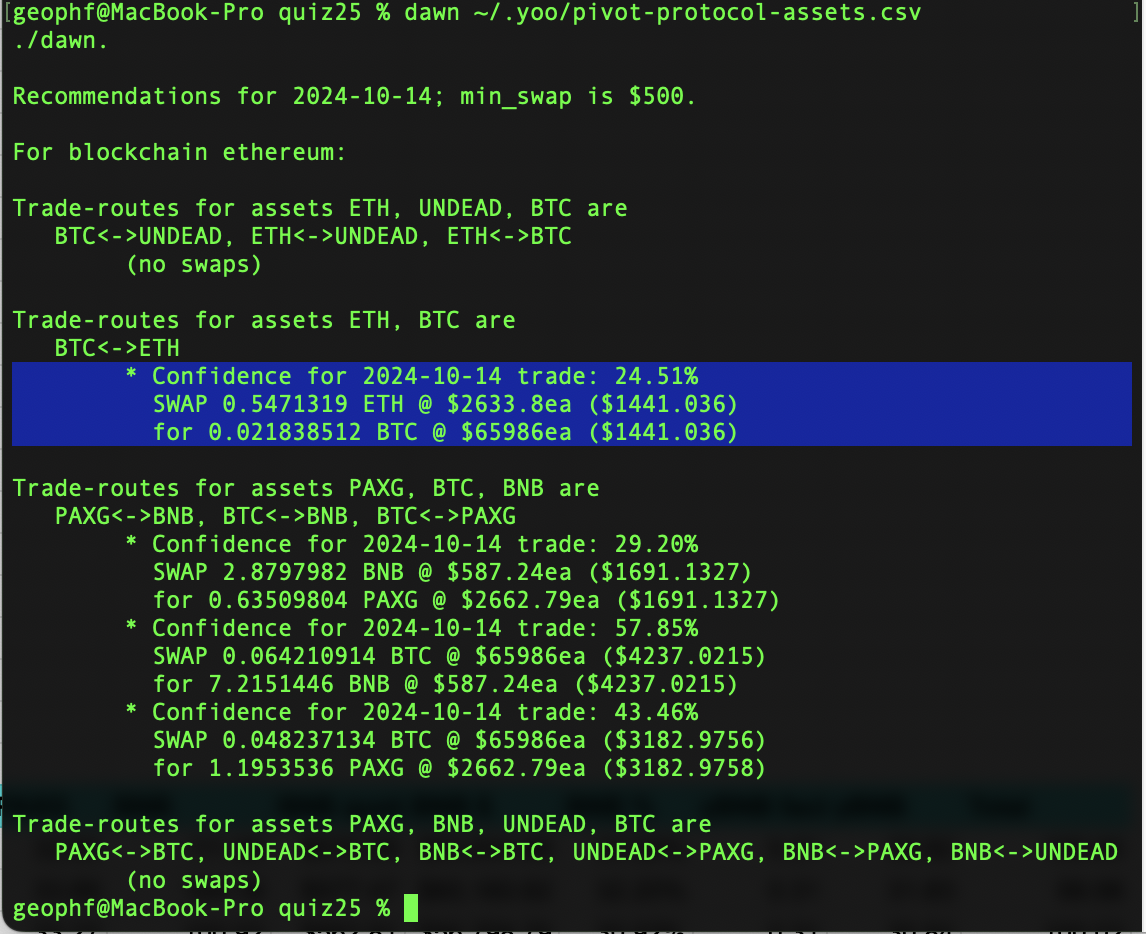 [geophf@MacBook-Pro quiz25 % dawn ~/.yoo/pivot-protocol-assets.csv ]
./dawn.
Recommendations for 2024-10-14; min_swap is $500.
For blockchain ethereum:
Trade-routes for assets ETH, UNDEAD, BTC are
BTC<->UNDEAD, ETH<->UNDEAD, ETH<->BTC
(no swaps)
Trade-routes for assets ETH, BTC are
BTC<->ETH
* Confidence for 2024-10-14 trade: 24.51%
SWAP 0.5471319 ETH @ $2633.8ea ($1441.036)
for 0.021838512 BTC @ $65986ea ($1441.036)
Trade-routes for assets PAXG, BTC, BNB are
PAXG<->BNB, BTC<->BNB, BTC<->PAXG
* Confidence for 2024-10-14 trade: 29.20%
SWAP 2.8797982 BNB @ $587.24ea ($1691.1327)
for 0.63509804 PAXG @ $2662.79ea ($1691.1327)
* Confidence for 2024-10-14 trade: 57.85%
SWAP 0.064210914 BTC @ $65986ea ($4237.0215)
for 7.2151446 BNB @ $587.24ea ($4237.0215)
* Confidence for 2024-10-14 trade: 43.46%
SWAP 0.048237134 BTC @ $65986ea ($3182.9756)
for 1.1953536 PAXG @ $2662.79ea ($3182.9758)
Trade-routes for assets PAXG, BNB, UNDEAD, BTC are
PAXG<->BTC, UNDEAD<->BTC, BNB<->BTC, UNDEAD<->PAXG, BNB<->PAXG, BNB<->UNDEAD
(no swaps)
geophf@MacBook-Pro quiz25 %